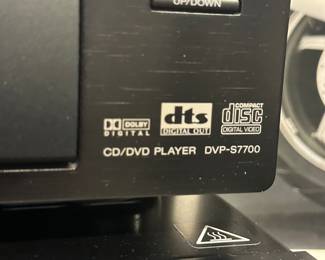 UP/DOWN
DOLBY
DIGITAL
dts
DIGITAL OUT
COMPACT
disc
DIGITAL VIDEO
CD/DVD PLAYER DVP-S7700